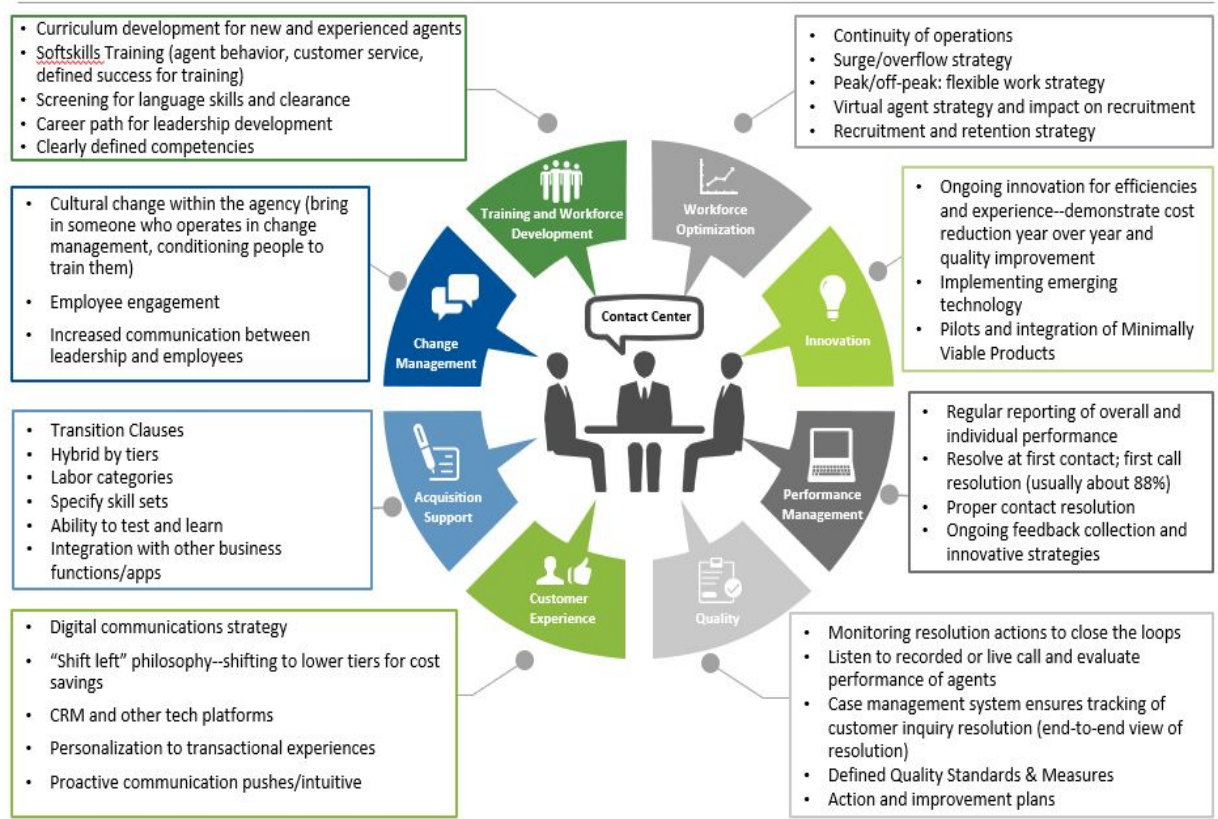 • Curriculum development for new and experienced agents
• Softskills Training (agent behavior, customer service,
defined success for training)
• Screening for language skills and clearance
• Career path for leadership development
• Clearly defined competencies
• Continuity of operations
• Surge/overflow strategy
• Peak/off-peak: flexible work strategy
• Virtual agent strategy and impact on recruitment
• Recruitment and retention strategy
• Cultural change within the agency (bring
in someone who operates in change
management, conditioning people to
train them)
• Employee engagement
• Increased communication between
leadership and employees
Training and Workforce
Development
Workforce
Optimization
• Ongoing innovation for efficiencies
and experience--demonstrate cost
reduction year over year and
quality improvement
• Implementing emerging
technology
• Pilots and integration of Minimally
Viable Products
Change
Management
Contact Center
Innovation
• Transition Clauses
• Hybrid by tiers
• Labor categories
• Specify skill sets
• Ability to test and learn
• Integration with other business
functions/apps
Acquisition
Support
Performance
Management
• Regular reporting of overall and
individual performance
• Resolve at first contact; first call
resolution (usually about 88%)
• Proper contact resolution
• Ongoing feedback collection and
innovative strategies
Customer
Experience
Quality
• Digital communications strategy
• “Shift left” philosophy--shifting to lower tiers for cost
savings
• CRM and other tech platforms
• Personalization to transactional experiences
• Proactive communication pushes/intuitive
• Monitoring resolution actions to close the loops
• Listen to recorded or live call and evaluate
performance of agents
• Case management system ensures tracking of
customer inquiry resolution (end-to-end view of
resolution)
• Defined Quality Standards & Measures
• Action and improvement plans